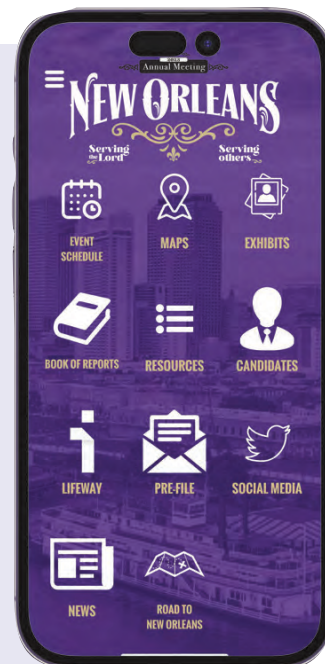 Annual Meeting
NEW ORLEANS
Serving the Lord
Serving others
EVENT SCHEDULE
MAPS
EXHIBITS
BOOK OF REPORTS
RESOURCES
CANDIDATES
LIFEWAY
PRE-FILE
SOCIAL MEDIA
NEWS
ROAD TO NEW ORLEANS